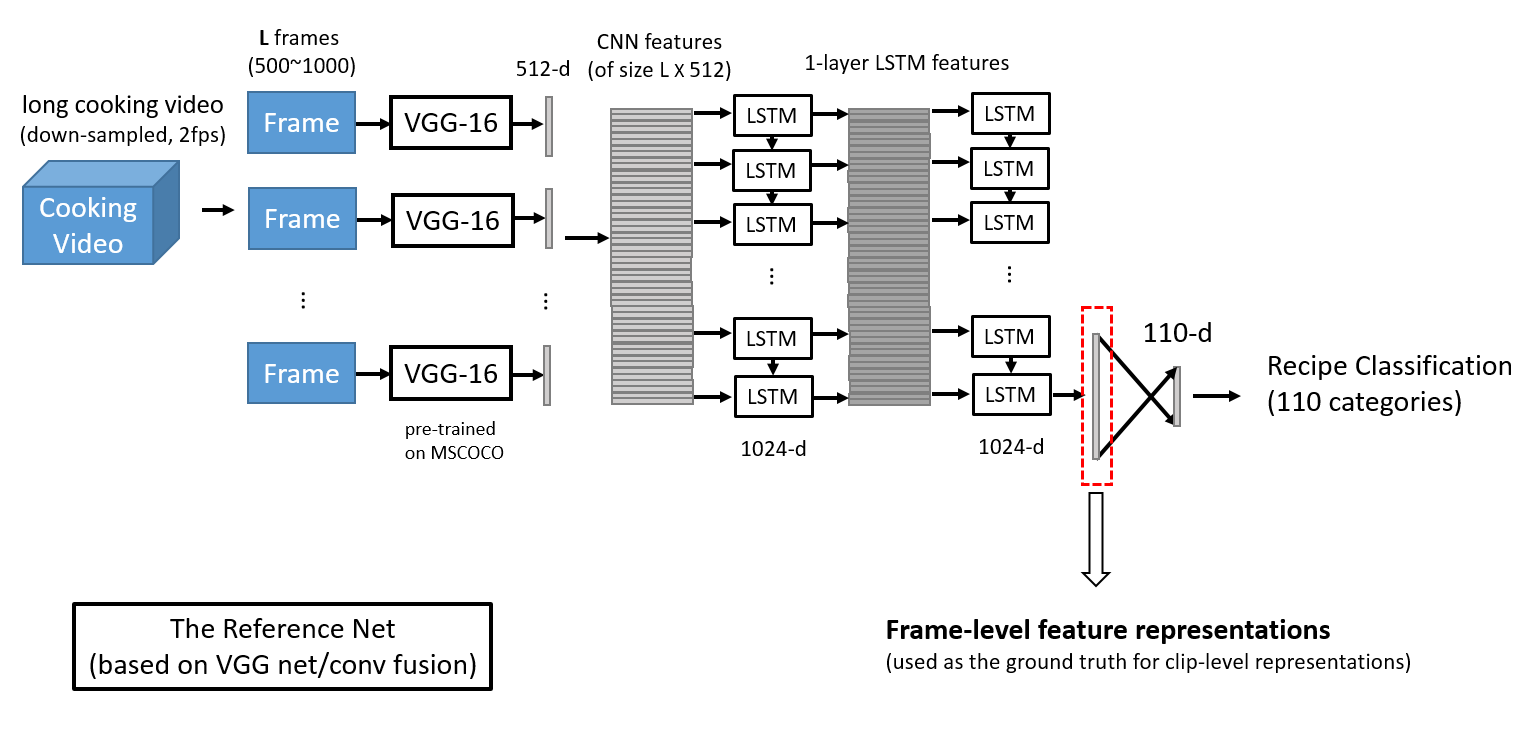 long cooking video
(down-sampled, 2fps)
Cooking
Video
L frames
(500~1000)
Frame
Frame
⋮
Frame
VGG-16
VGG-16
VGG-16
pre-trained
on MSCOCO
512-d
⋮
CNN features
(of size L X 512)
LSTM
LSTM
LSTM
⋮
LSTM
LSTM
1024-d
1-layer LSTM features
LSTM
LSTM
LSTM
⋮
LSTM
LSTM
1024-d
110-d
Recipe Classification
(110 categories)
The Reference Net
(based on VGG net/conv fusion)
Frame-level feature representations
(used as the ground truth for clip-level representations)